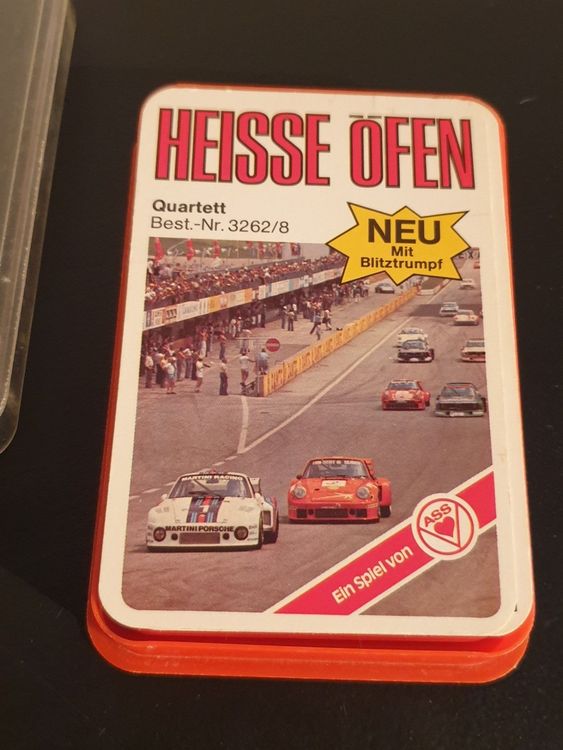 HEISSE ÖFEN
Quartett
Best.-Nr. 3262/8
NEU
Mit
Blitztrumpf
MARTINI RACING
MARTINI PORSCHE
Ein Spiel von
ASS